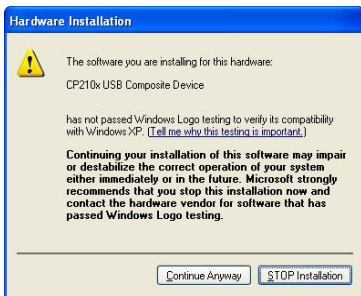 Hardware Installation
The software you are installing for this hardware:
CP210x USB Composite Device
has not passed Windows Logo testing to verify its compatibility
with Windows XP. (Tell me why this testing is important.)
Continuing your installation of this software may impair
or destabilize the correct operation of your system
either immediately or in the future. Microsoft strongly
recommends that you stop this installation now and
contact the hardware vendor for software that has
passed Windows Logo testing.
Continue Anyway
STOP Installation